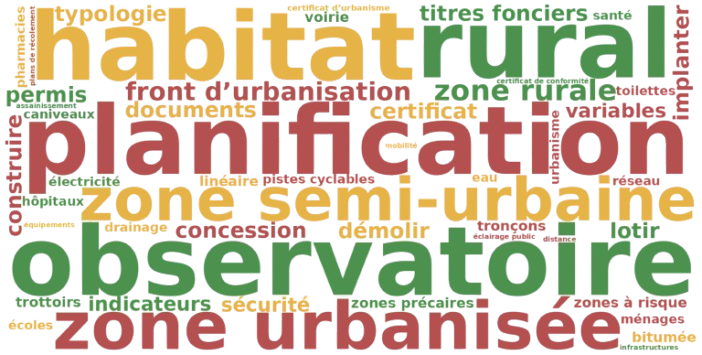 certificat d'urbanisme
typologie
voirie
titres fonciers
santé
pharmacies
plans de récolement
habitat
rural
implanter
certificat de conformité
permis
front d'urbanisation
zone rurale
toilettes
assainissement
caniveaux
documents
certificat
variables
construire
planification
urbanisme
mobilité
électricité
linéaire
pistes cyclables
eau
réseau
hôpitaux
zone semi-urbaine
équipements
drainage
concession
démolir
tronçons
éclairage public
distance
lotir
observatoire
trottoirs
indicateurs
sécurité
zones précaires
zones à risque
écoles
zone urbanisée
ménages
bitumée
infrastructures